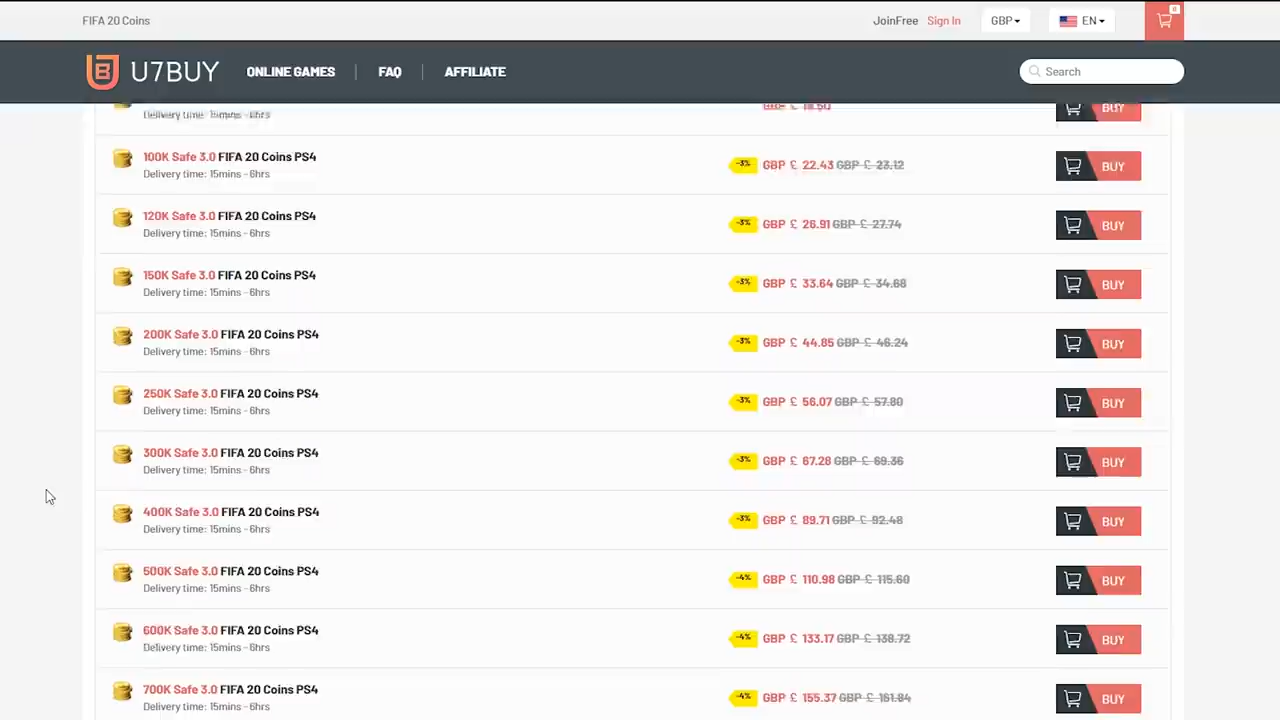 FIFA 20 Coins
JoinFree Sign In GBP EN 0
U7BUY ONLINE GAMES FAQ AFFILIATE Search
Delivery time: 15mins - 6hrs
GBP £ 18.50 BUY
100K Safe 3.0 FIFA 20 Coins PS4
Delivery time: 15mins - 6hrs
-3% GBP £ 22.43 GBP £ 23.12 BUY
120K Safe 3.0 FIFA 20 Coins PS4
Delivery time: 15mins - 6hrs
-3% GBP £ 26.91 GBP £ 27.74 BUY
150K Safe 3.0 FIFA 20 Coins PS4
Delivery time: 15mins - 6hrs
-3% GBP £ 33.64 GBP £ 34.68 BUY
200K Safe 3.0 FIFA 20 Coins PS4
Delivery time: 15mins - 6hrs
-3% GBP £ 44.85 GBP £ 46.24 BUY
250K Safe 3.0 FIFA 20 Coins PS4
Delivery time: 15mins - 6hrs
-3% GBP £ 56.07 GBP £ 57.80 BUY
300K Safe 3.0 FIFA 20 Coins PS4
Delivery time: 15mins - 6hrs
-3% GBP £ 67.28 GBP £ 69.36 BUY
400K Safe 3.0 FIFA 20 Coins PS4
Delivery time: 15mins - 6hrs
-3% GBP £ 89.71 GBP £ 92.48 BUY
500K Safe 3.0 FIFA 20 Coins PS4
Delivery time: 15mins - 6hrs
-4% GBP £ 110.98 GBP £ 115.60 BUY
600K Safe 3.0 FIFA 20 Coins PS4
Delivery time: 15mins - 6hrs
-4% GBP £ 133.17 GBP £ 138.72 BUY
700K Safe 3.0 FIFA 20 Coins PS4
Delivery time: 15mins - 6hrs
-4% GBP £ 155.37 GBP £ 161.84 BUY